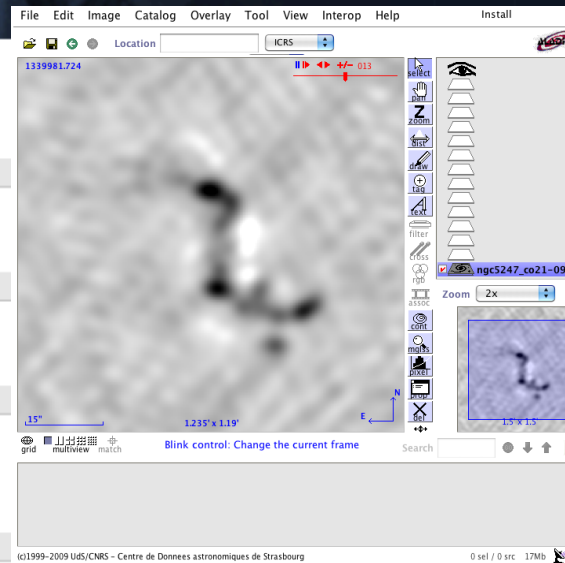 File Edit Image Catalog Overlay Tool View Interop Help Install
Location ICRS
1339981.724
+/- 013
select
pan
Z
zoom
dist
draw
tag
A
text
filter
cross
rgb
assoc
cont
mglss
pixel
prop
del
ngc5247_co21-09
Zoom 2x
1.5' x 1.5'
N
E
15"
1.235' x 1.19'
grid multiview match
Blink control: Change the current frame
Search
(c)1999-2009 UdS/CNRS - Centre de Donnees astronomiques de Strasbourg
0 sel / 0 src 17Mb